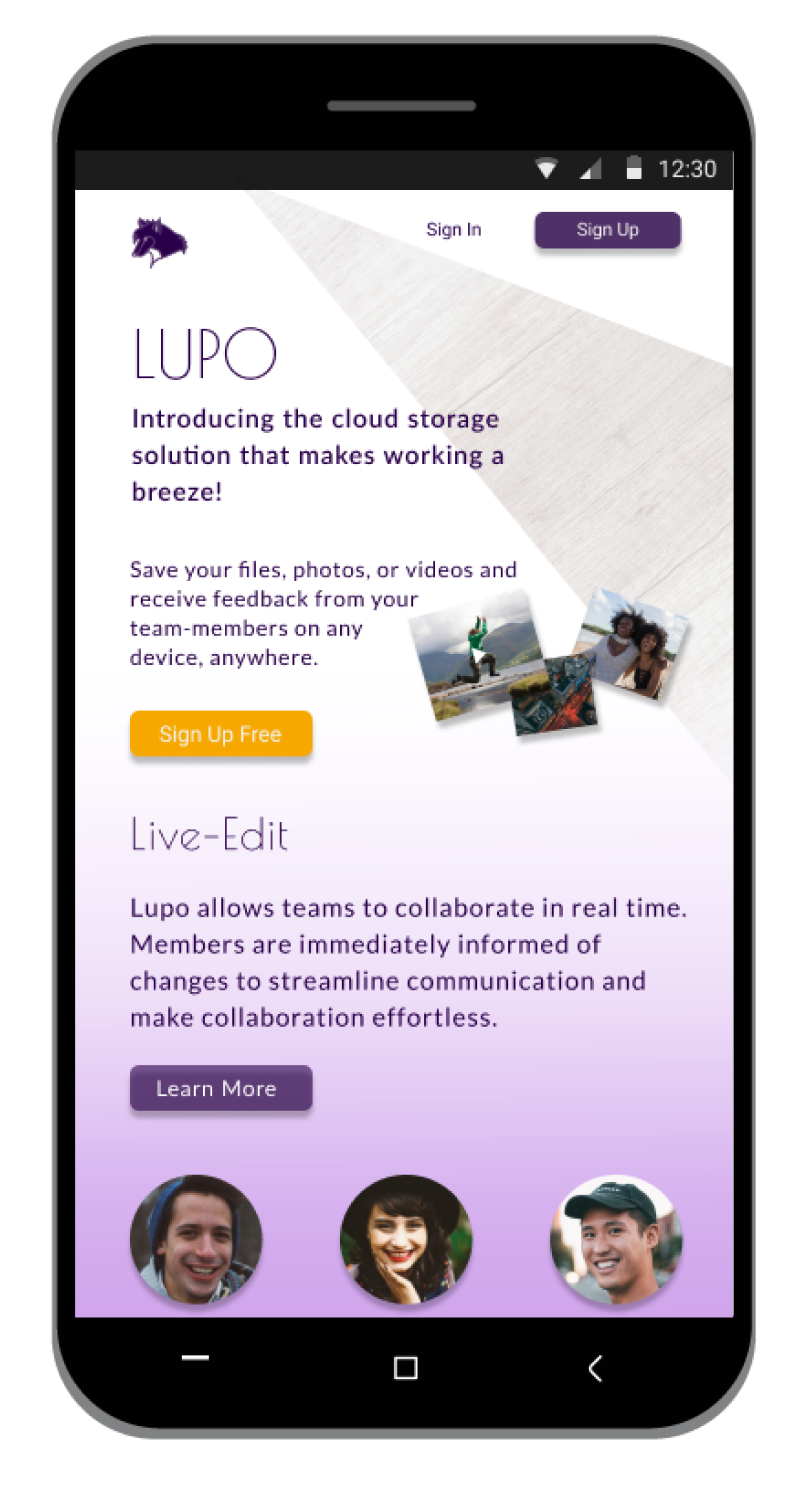 12:30
Sign In
Sign Up
LUPO
Introducing the cloud storage
solution that makes working a
breeze!
Save your files, photos, or videos and
receive feedback from your
team-members on any
device, anywhere.
Sign Up Free
Live-Edit
Lupo allows teams to collaborate in real time.
Members are immediately informed of
changes to streamline communication and
make collaboration effortless.
Learn More